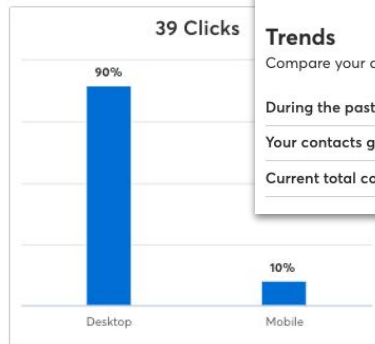 39 Clicks
90%
10%
Desktop
Mobile
Trends
Compare your
During the past
Your contacts
Current total